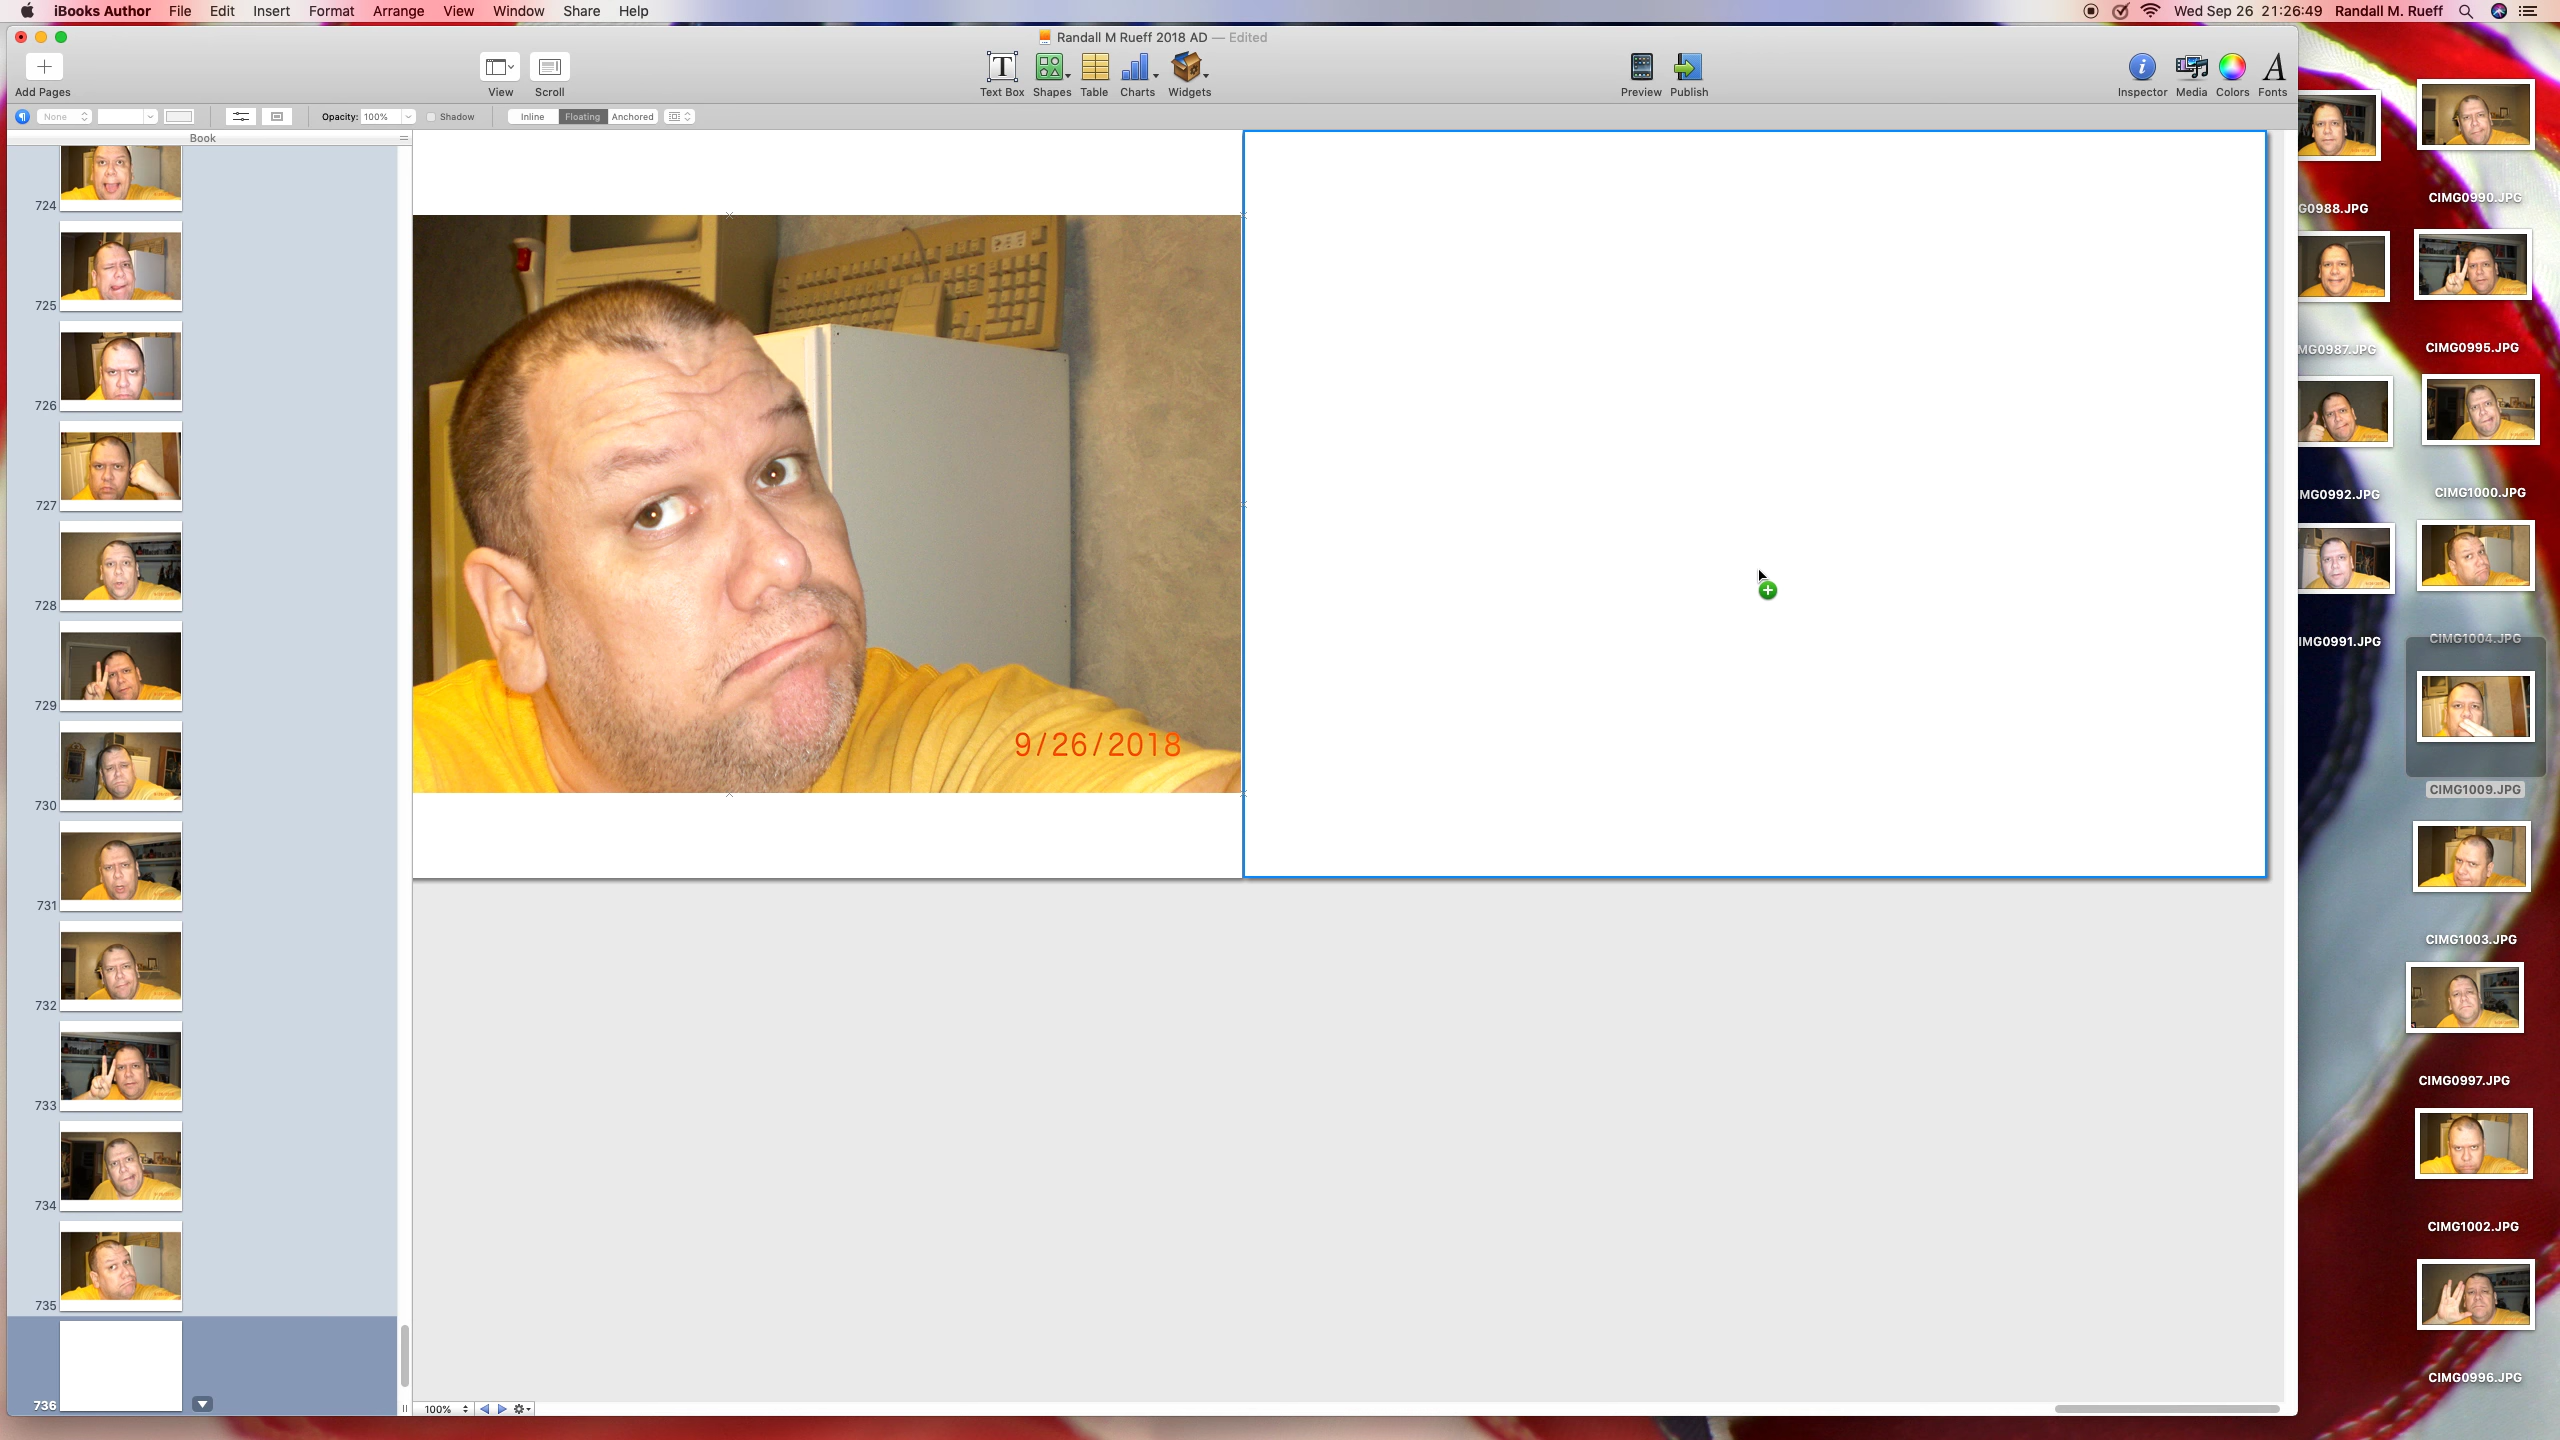 iBooks Author File Edit Insert Format Arrange View Window Share Help
Wed Sep 26 21:26:49 Randall M. Rueff
Randall M Rueff 2018 AD — Edited
Add Pages
View Scroll
Text Box Shapes Table Charts Widgets
Preview Publish
Inspector Media Colors Fonts
None
Opacity: 100%
Shadow
Inline Floating Anchored
Book
724
725
726
727
728
729
730
731
732
733
734
735
736
9/26/2018
100%
G0988.JPG
MG0987.JPG
MG0992.JPG
IMG0991.JPG
CIMG0990.JPG
CIMG0995.JPG
CIMG1000.JPG
CIMG1004.JPG
CIMG1009.JPG
CIMG1003.JPG
CIMG0997.JPG
CIMG1002.JPG
CIMG0996.JPG